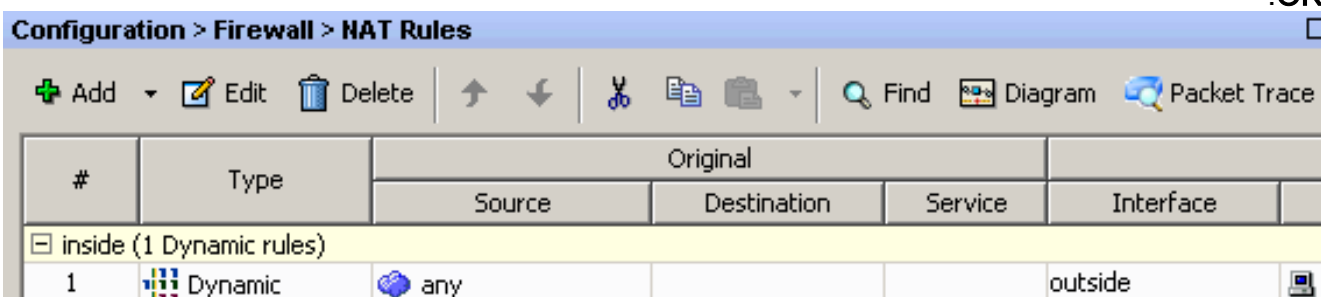 .OK
Configuration > Firewall > NAT Rules
Add Edit Delete Find Diagram Packet Trace
# Type Original
Source Destination Service Interface
inside (1 Dynamic rules)
1 Dynamic any outside